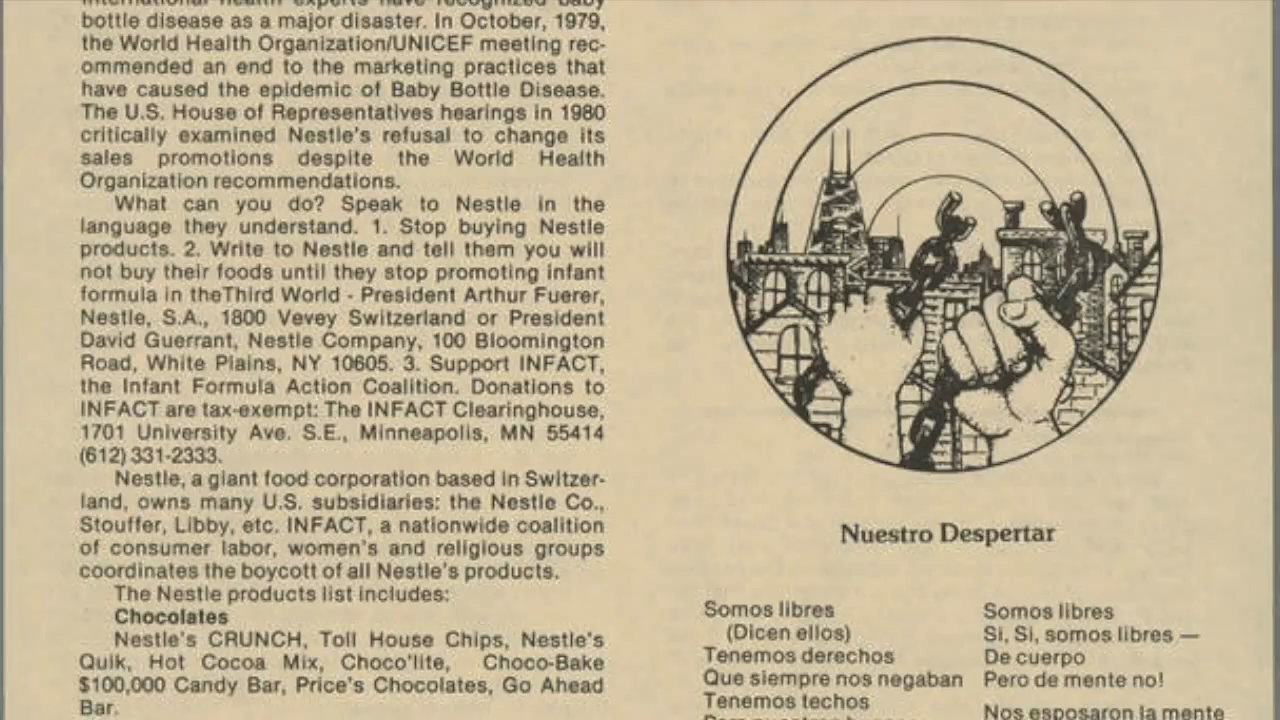 international health experts have recognized baby
bottle disease as a major disaster. In October, 1979,
the World Health Organization/UNICEF meeting rec-
ommended an end to the marketing practices that
have caused the epidemic of Baby Bottle Disease.
The U.S. House of Representatives hearings in 1980
critically examined Nestle's refusal to change its
sales promotions despite the World Health
Organization recommendations.
What can you do? Speak to Nestle in the
language they understand. 1. Stop buying Nestle
products. 2. Write to Nestle and tell them you will
not buy their foods until they stop promoting infant
formula in theThird World - President Arthur Fuerer,
Nestle, S.A., 1800 Vevey Switzerland or President
David Guerrant, Nestle Company, 100 Bloomington
Road, White Plains, NY 10605. 3. Support INFACT,
the Infant Formula Action Coalition. Donations to
INFACT are tax-exempt: The INFACT Clearinghouse,
1701 University Ave. S.E., Minneapolis, MN 55414
(612) 331-2333.
Nestle, a giant food corporation based in Switzer-
land, owns many U.S. subsidiaries: the Nestle Co.,
Stouffer, Libby, etc. INFACT, a nationwide coalition
of consumer labor, women's and religious groups
coordinates the boycott of all Nestle's products.
The Nestle products list includes:
Chocolates
Nestle's CRUNCH, Toll House Chips, Nestle's
Quik, Hot Cocoa Mix, Choco'lite, Choco-Bake
$100,000 Candy Bar, Price's Chocolates, Go Ahead
Bar.
Nuestro Despertar
Somos libres
(Dicen ellos)
Tenemos derechos
Que siempre nos negaban
Tenemos techos
Somos libres
Si, Si, somos libres —
De cuerpo
Pero de mente no!
Nos esposaron la mente